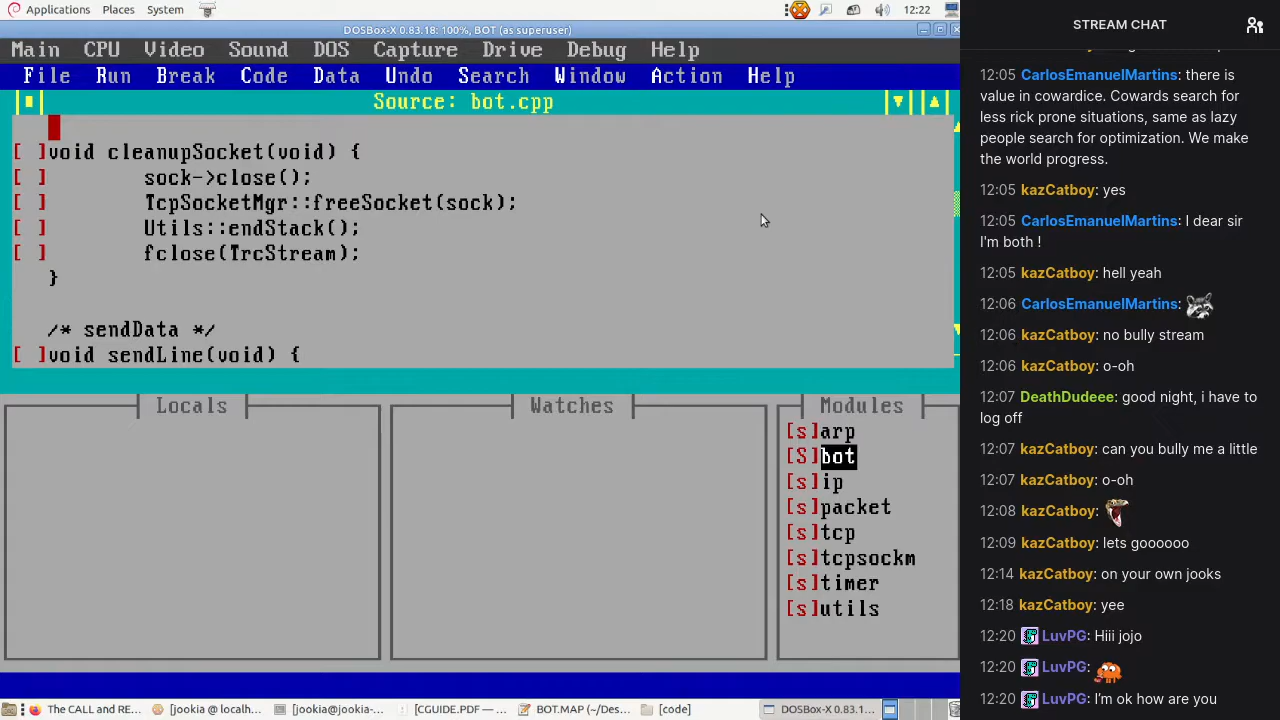 Applications Places System 12:22
DOSBox-X 0.83.18: 100%, BOT (as superuser)
Main CPU Video Sound DOS Capture Drive Debug Help
File Run Break Code Data Undo Search Window Action Help
Source: bot.cpp
[ ]void cleanupSocket(void) {
[ ] sock->close();
[ ] TcpSocketMgr::freeSocket(sock);
[ ] Utils::endStack();
[ ] fclose(TrcStream);
}
/* sendData */
[ ]void sendLine(void) {
Locals
Watches
Modules
[s]arp
[S]bot
[s]ip
[s]packet
[s]tcp
[s]tcpsockm
[s]timer
[s]utils
The CALL and RE... [jookia @ localh... [jookia@jookia-... [CGUIDE.PDF —... BOT.MAP (~/Des... [code] DOSBox-X 0.83.1...
STREAM CHAT
12:05 CarlosEmanuelMartins: there is
value in cowardice. Cowards search for
less rick prone situations, same as lazy
people search for optimization. We make
the world progress.
12:05 kazCatboy: yes
12:05 CarlosEmanuelMartins: I dear sir
I'm both !
12:05 kazCatboy: hell yeah
12:06 CarlosEmanuelMartins:
12:06 kazCatboy: no bully stream
12:06 kazCatboy: o-oh
12:07 DeathDudeee: good night, i have to
log off
12:07 kazCatboy: can you bully me a little
12:07 kazCatboy: o-oh
12:08 kazCatboy:
12:09 kazCatboy: lets goooooo
12:14 kazCatboy: on your own jooks
12:18 kazCatboy: yee
12:20 LuvPG: Hiii jojo
12:20 LuvPG:
12:20 LuvPG: I'm ok how are you